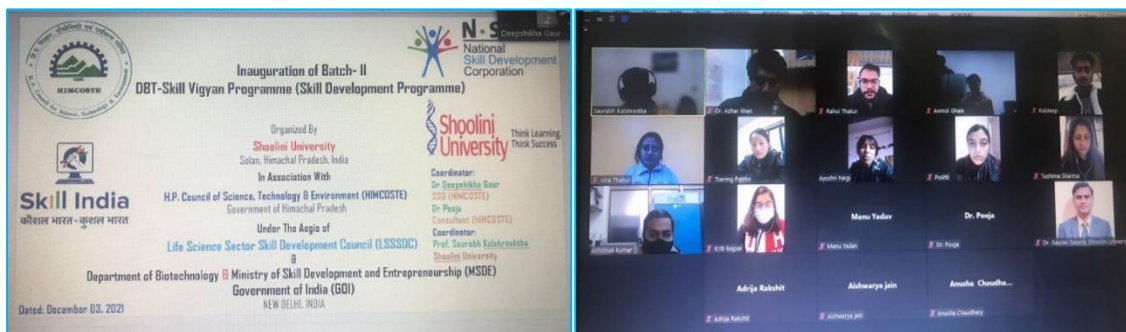 HIMCOSTE
N·S
National
Skill Development
Corporation
Deepshikha Gaur
Inauguration of Batch- II
DBT-Skill Vigyan Programme (Skill Development Programme)
Organized By
Shoolini University
Solan, Himachal Pradesh, India
In Association With
H.P. Council of Science, Technology & Environment (HIMCOSTE)
Government of Himachal Pradesh
Under The Aegis of
Life Science Sector Skill Development Council (LSSSDC)
&
Department of Biotechnology & Ministry of Skill Development and Entrepreneurship (MSDE)
Government of India (GOI)
NEW DELHI, INDIA
Skill India
कौशल भारत - कुशल भारत
Shoolini
University
Think Learning.
Think Success
Coordinator:
Dr Deepshikha Gaur
SSO (HIMCOSTE)
Dr Pooja
Consultant (HIMCOSTE)
Coordinator:
Prof. Saurabh Kulshreshtha
Shoolini University
Dated: December 03, 2021
Saurabh Kulshrestha
Dr. Azhar khan
Rahul Thakur
Anmol Ghala
Kuldeep
Isha Thakur
Tsering Palmo
Ayushri Negi
Tushima Sharma
abhishek kumar
Kriti Rajput
Manu Yadav
Manu Yadav
Dr. Pooja
Dr. Pooja
Adrija Rakshit
Adrija Rakshit
Aishwarya jain
Aishwarya jain
Anusha Chaudha...
Anusha Chaudhary